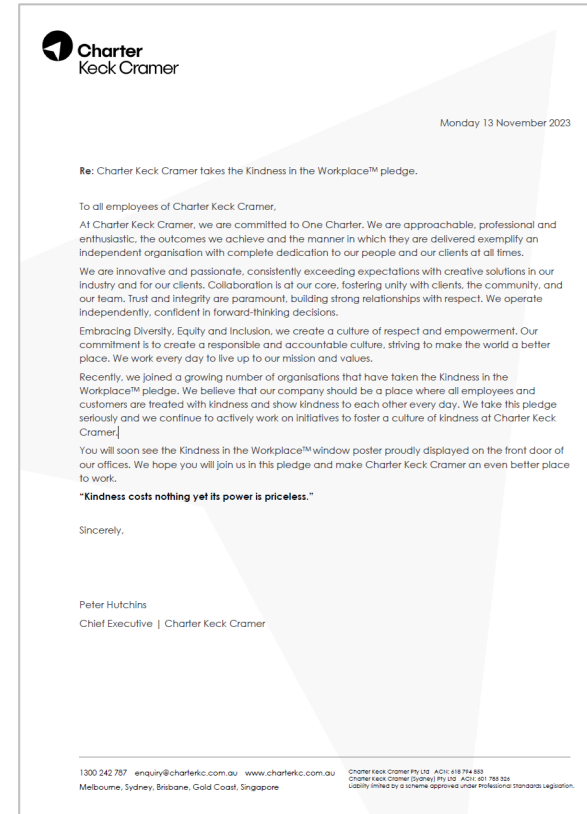 Charter
Keck Cramer
Monday 13 November 2023
Re: Charter Keck Cramer takes the Kindness in the Workplace™ pledge.
To all employees of Charter Keck Cramer,
At Charter Keck Cramer, we are committed to One Charter. We are approachable, professional and
enthusiastic, the outcomes we achieve and the manner in which they are delivered exemplify an
independent organisation with complete dedication to our people and our clients at all times.
We are innovative and passionate, consistently exceeding expectations with creative solutions in our
industry and for our clients. Collaboration is at our core, fostering unity with clients, the community, and
our team. Trust and integrity are paramount, building strong relationships with respect. We operate
independently, confident in forward-thinking decisions.
Embracing Diversity, Equity and Inclusion, we create a culture of respect and empowerment. Our
commitment is to create a responsible and accountable culture, striving to make the world a better
place. We work every day to live up to our mission and values.
Recently, we joined a growing number of organisations that have taken the Kindness in the
Workplace™ pledge. We believe that our company should be a place where all employees and
customers are treated with kindness and show kindness to each other every day. We take this pledge
seriously and we continue to actively work on initiatives to foster a culture of kindness at Charter Keck
Cramer.
You will soon see the Kindness in the Workplace™ window poster proudly displayed on the front door of
our offices. We hope you will join us in this pledge and make Charter Keck Cramer an even better place
to work.
"Kindness costs nothing yet its power is priceless."
Sincerely,
Peter Hutchins
Chief Executive | Charter Keck Cramer
1300 242 787 enquiry@charterkc.com.au www.charterkc.com.au
Melbourne, Sydney, Brisbane, Gold Coast, Singapore
Charter Keck Cramer Pty Ltd ACN: 618 794 853
Charter Keck Cramer (Sydney) Pty Ltd ACN: 601 785 326
Liability limited by a scheme approved under Professional Standards Legislation.